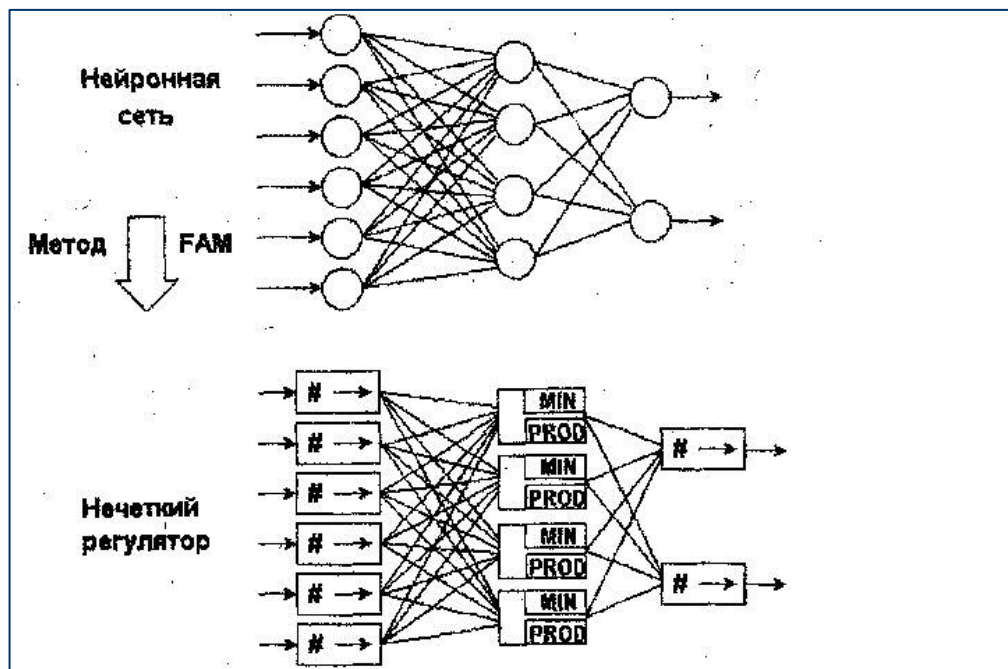 Нейронная
сеть
Метод FAM
# →
# →
# →
# →
# →
# →
MIN
PROD
MIN
PROD
MIN
PROD
MIN
PROD
# →
# →
Нечеткий
регулятор